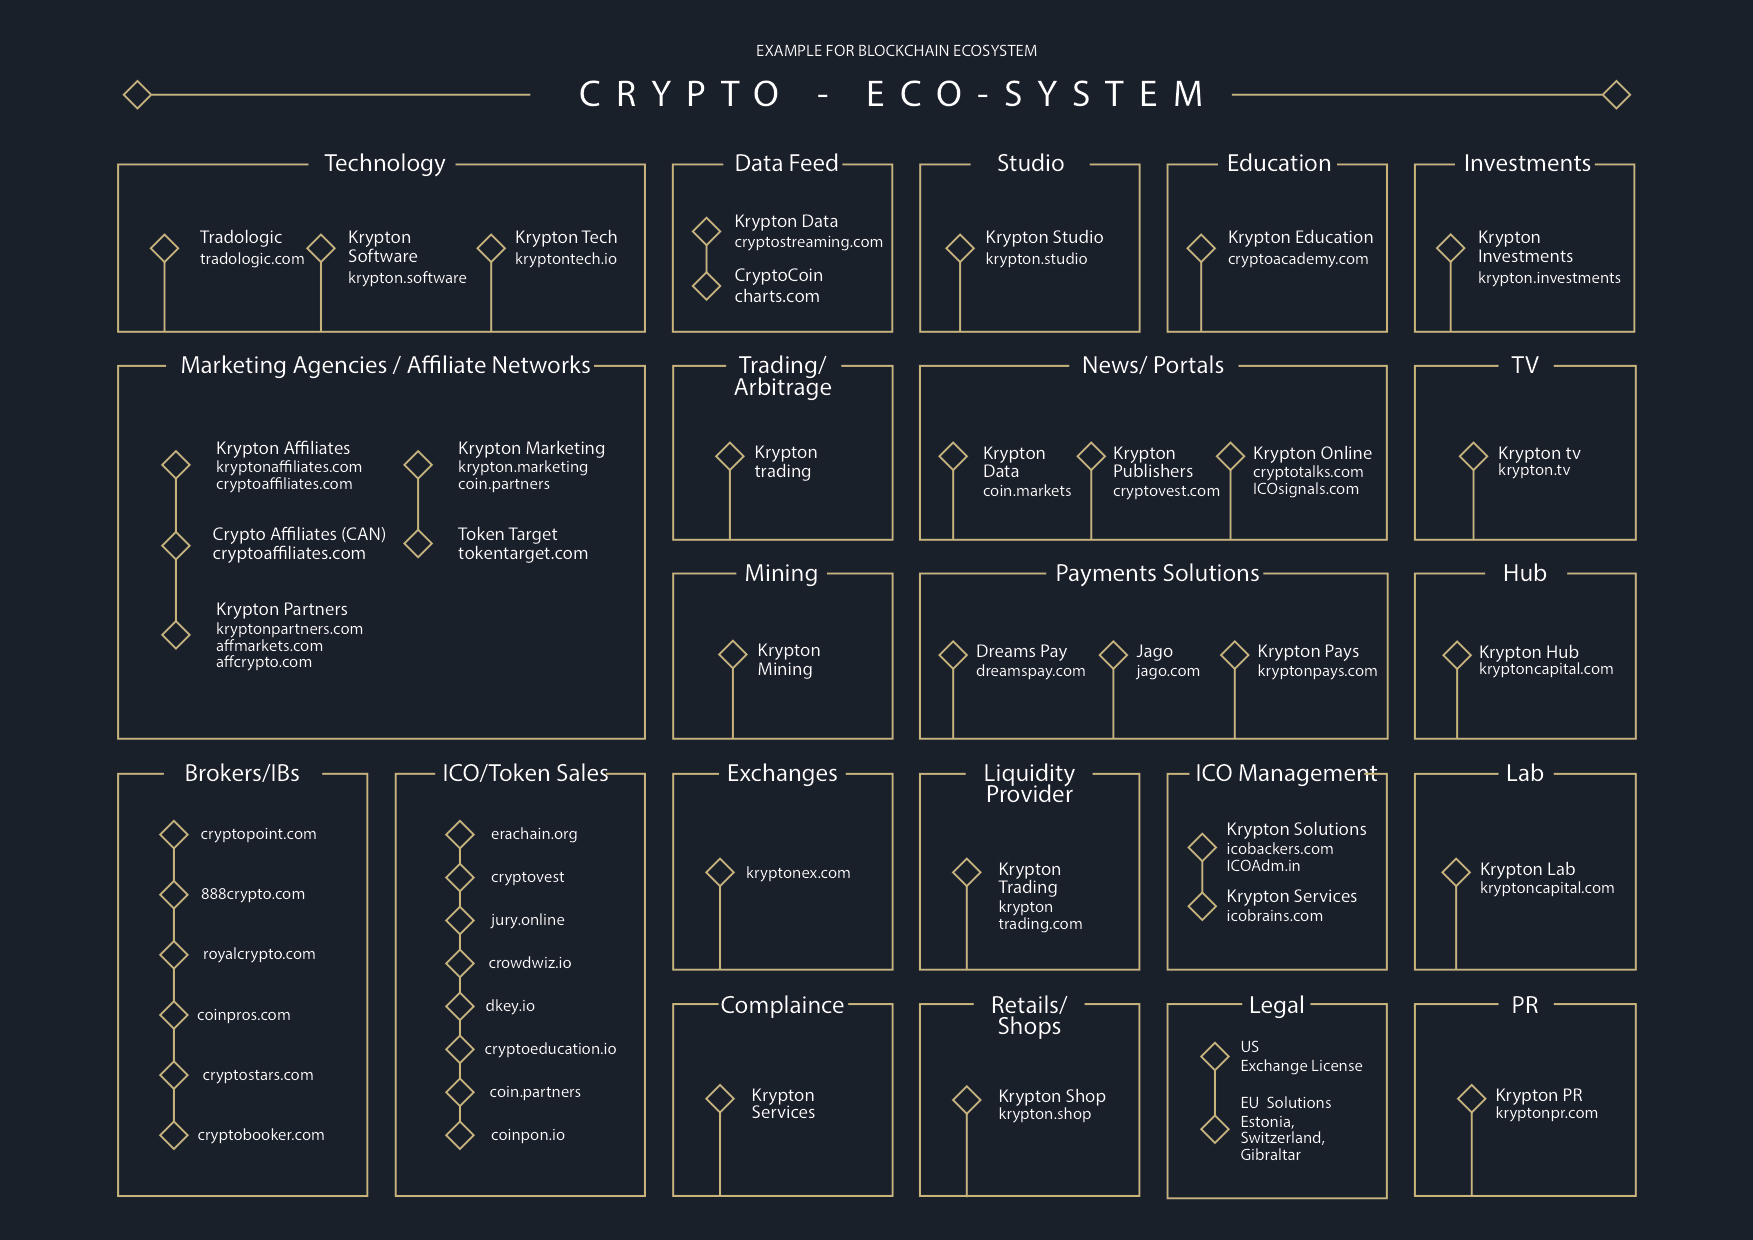 EXAMPLE FOR BLOCKCHAIN ECOSYSTEM
CRYPTO - ECO-SYSTEM
Technology
Tradologic
tradologic.com
Krypton
Software
krypton.software
Krypton Tech
kryptontech.io
Data Feed
Krypton Data
cryptostreaming.com
CryptoCoin
charts.com
Studio
Krypton Studio
krypton.studio
Education
Krypton Education
cryptoacademy.com
Investments
Krypton
Investments
krypton.investments
Marketing Agencies / Affiliate Networks
Krypton Affiliates
kryptonaffiliates.com
cryptoaffiliates.com
Crypto Affiliates (CAN)
cryptoaffiliates.com
Krypton Partners
kryptonpartners.com
affmarkets.com
affcrypto.com
Krypton Marketing
krypton.marketing
coin.partners
Token Target
tokentarget.com
Trading/
Arbitrage
Krypton
trading
News/ Portals
Krypton
Data
coin.markets
Krypton
Publishers
cryptovest.com
Krypton Online
cryptotalks.com
ICOsignals.com
TV
Krypton tv
krypton.tv
Mining
Krypton
Mining
Payments Solutions
Dreams Pay
dreamspay.com
Jago
jago.com
Krypton Pays
kryptonpays.com
Hub
Krypton Hub
kryptoncapital.com
Brokers/IBs
cryptopoint.com
888crypto.com
royalcrypto.com
coinpros.com
cryptostars.com
cryptobooker.com
ICO/Token Sales
erachain.org
cryptovest
jury.online
crowdwiz.io
dkey.io
cryptoeducation.io
coin.partners
coinpon.io
Exchanges
kryptonex.com
Liquidity
Provider
Krypton
Trading
krypton
trading.com
ICO Management
Krypton Solutions
icobackers.com
ICOAdm.in
Krypton Services
icobrains.com
Lab
Krypton Lab
kryptoncapital.com
Complaince
Krypton
Services
Retails/
Shops
Krypton Shop
krypton.shop
Legal
US
Exchange License
EU Solutions
Estonia,
Switzerland,
Gibraltar
PR
Krypton PR
kryptonpr.com